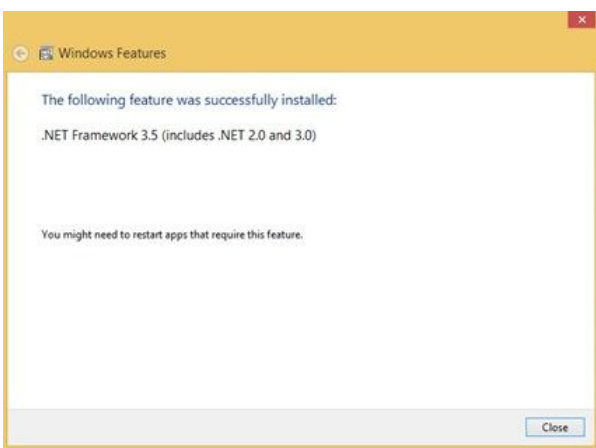 Windows Features
The following feature was successfully installed:
.NET Framework 3.5 (includes .NET 2.0 and 3.0)
You might need to restart apps that require this feature.
Close